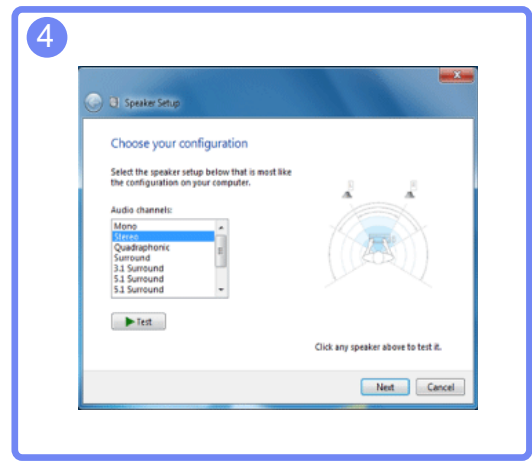 4
Speaker Setup
Choose your configuration
Select the speaker setup below that is most like
the configuration on your computer.
Audio channels:
Mono
Stereo
Quadraphonic
Surround
3.1 Surround
5.1 Surround
5.1 Surround
Test
Click any speaker above to test it.
Next
Cancel